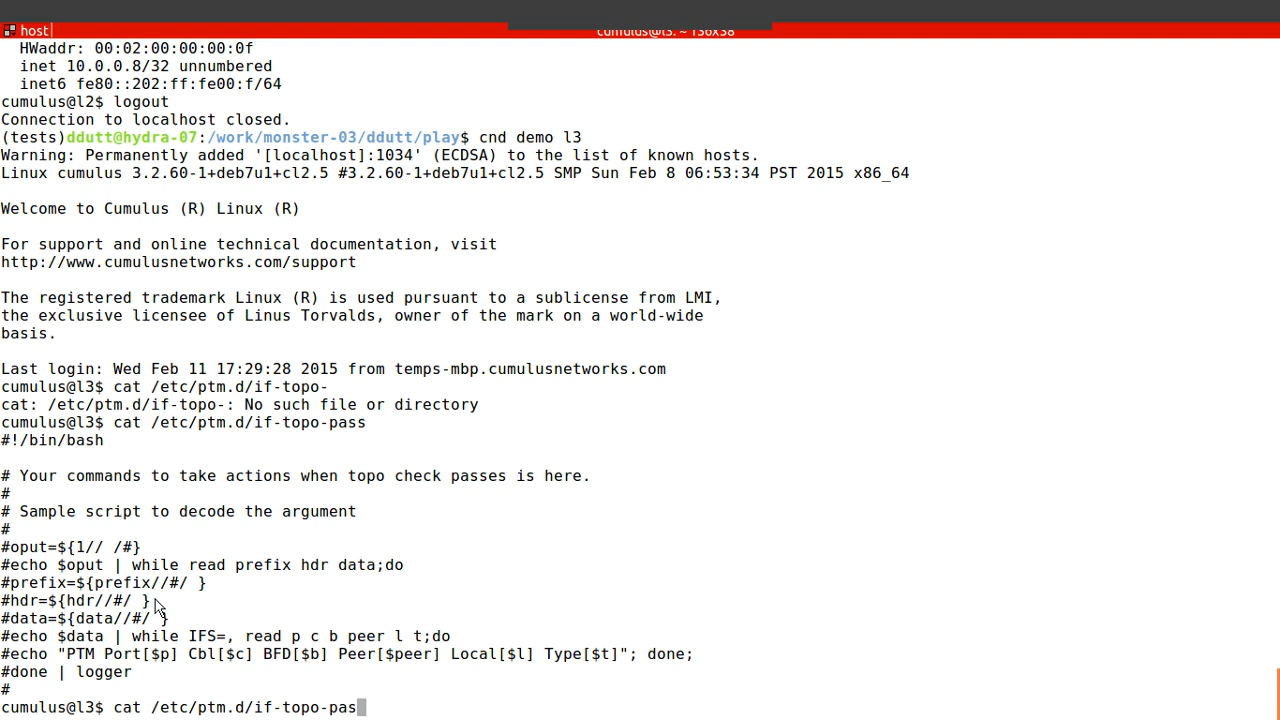 host
cumulus@l3: ~ 136x38
HWaddr: 00:02:00:00:00:0f
inet 10.0.0.8/32 unnumbered
inet6 fe80::202:ff:fe00:f/64
cumulus@l2$ logout
Connection to localhost closed.
(tests)ddutt@hydra-07:/work/monster-03/ddutt/play$ cnd demo l3
Warning: Permanently added '[localhost]:1034' (ECDSA) to the list of known hosts.
Linux cumulus 3.2.60-1+deb7u1+cl2.5 #3.2.60-1+deb7u1+cl2.5 SMP Sun Feb 8 06:53:34 PST 2015 x86_64
Welcome to Cumulus (R) Linux (R)
For support and online technical documentation, visit
http://www.cumulusnetworks.com/support
The registered trademark Linux (R) is used pursuant to a sublicense from LMI,
the exclusive licensee of Linus Torvalds, owner of the mark on a world-wide
basis.
Last login: Wed Feb 11 17:29:28 2015 from temps-mbp.cumulusnetworks.com
cumulus@l3$ cat /etc/ptm.d/if-topo-
cat: /etc/ptm.d/if-topo-: No such file or directory
cumulus@l3$ cat /etc/ptm.d/if-topo-pass
#!/bin/bash
# Your commands to take actions when topo check passes is here.
#
# Sample script to decode the argument
#
#oput=${1// /#}
#echo $oput | while read prefix hdr data;do
#prefix=${prefix//#/ }
#hdr=${hdr//#/ }
#data=${data//#/ }
#echo $data | while IFS=, read p c b peer l t;do
#echo "PTM Port[$p] Cbl[$c] BFD[$b] Peer[$peer] Local[$l] Type[$t]"; done;
#done | logger
#
cumulus@l3$ cat /etc/ptm.d/if-topo-pas